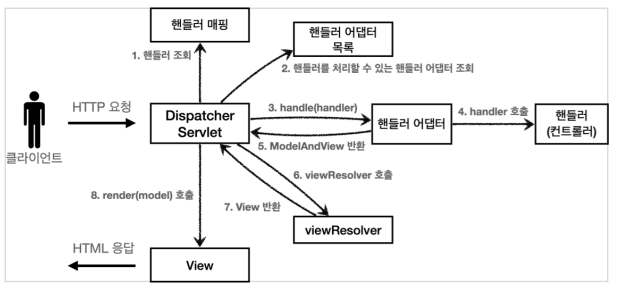 핸들러 매핑
핸들러 어댑터
목록
1. 핸들러 조회
2. 핸들러를 처리할 수 있는 핸들러 어댑터 조회
HTTP 요청
클라이언트
Dispatcher
Servlet
3. handle(handler)
핸들러 어댑터
4. handler 호출
핸들러
(컨트롤러)
5. ModelAndView 반환
6. viewResolver 호출
7. View 반환
8. render(model) 호출
viewResolver
HTML 응답
View